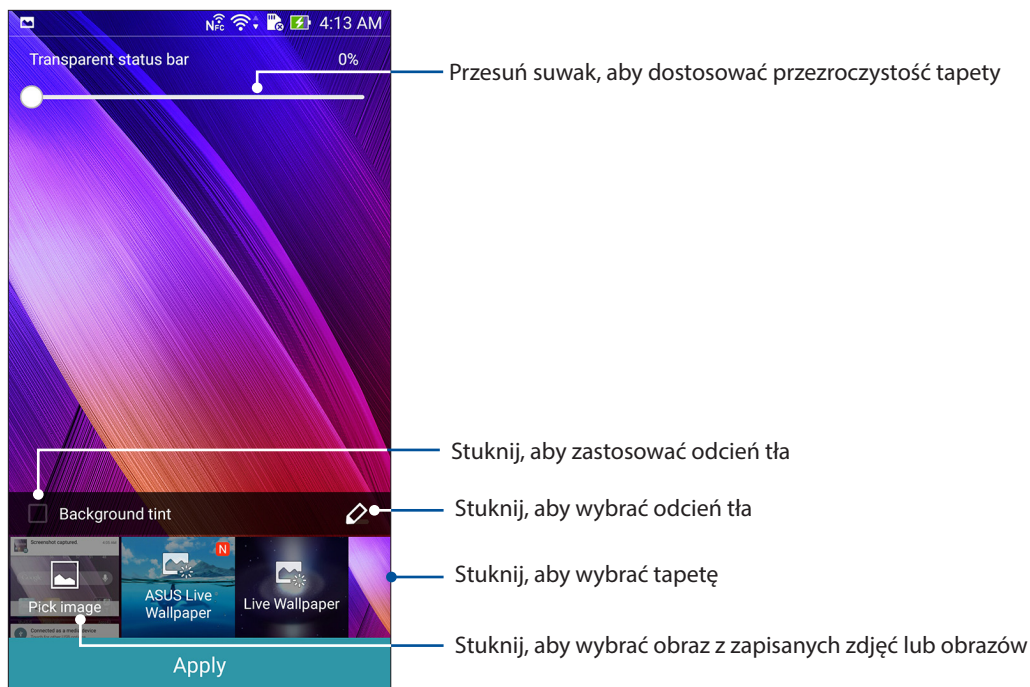 NFC 4:13 AM
Transparent status bar 0%
Przesuń suwak, aby dostosować przezroczystość tapety
Stuknij, aby zastosować odcień tła
Background tint
Stuknij, aby wybrać odcień tła
Screenshot captured.
N
Pick image
ASUS Live
Wallpaper
Live Wallpaper
Stuknij, aby wybrać tapetę
Connected as a media device
Stuknij, aby wybrać obraz z zapisanych zdjęć lub obrazów
Apply